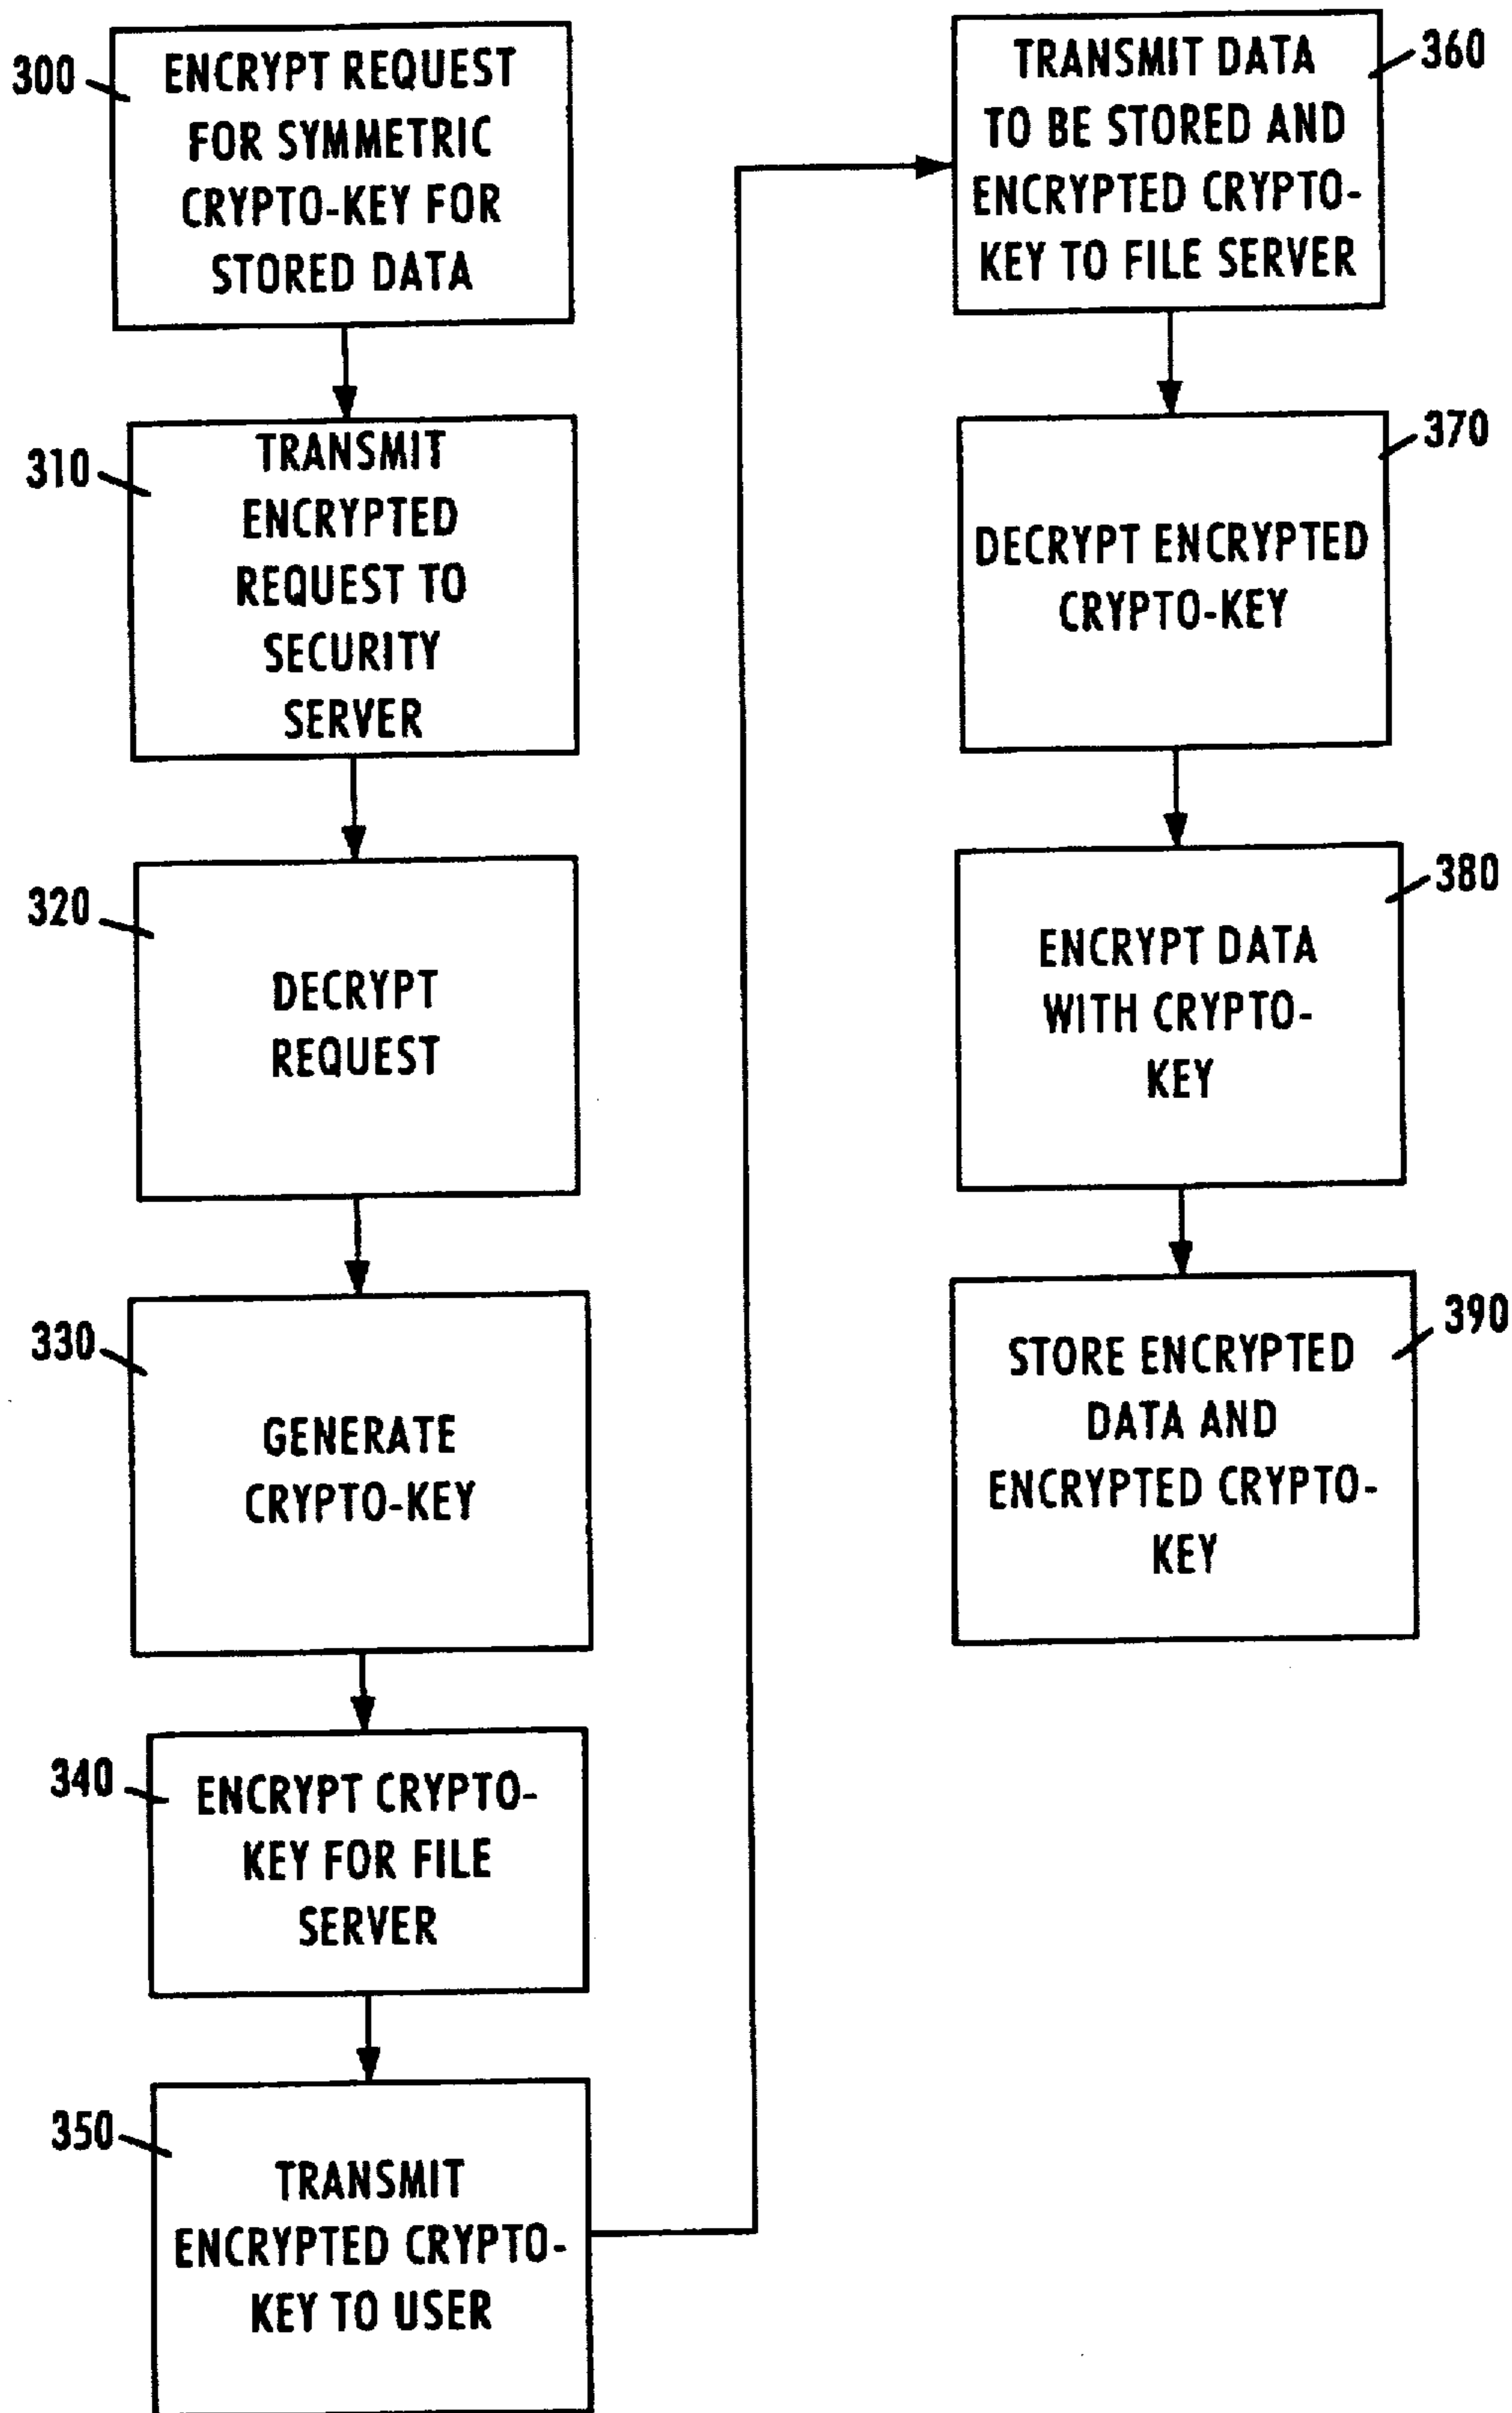 300
ENCRYPT REQUEST
FOR SYMMETRIC
CRYPTO-KEY FOR
STORED DATA
310
TRANSMIT
ENCRYPTED
REQUEST TO
SECURITY
SERVER
320
DECRYPT
REQUEST
330
GENERATE
CRYPTO-KEY
340
ENCRYPT CRYPTO-
KEY FOR FILE
SERVER
350
TRANSMIT
ENCRYPTED CRYPTO-
KEY TO USER
360
TRANSMIT DATA
TO BE STORED AND
ENCRYPTED CRYPTO-
KEY TO FILE SERVER
370
DECRYPT ENCRYPTED
CRYPTO-KEY
380
ENCRYPT DATA
WITH CRYPTO-
KEY
390
STORE ENCRYPTED
DATA AND
ENCRYPTED CRYPTO-
KEY